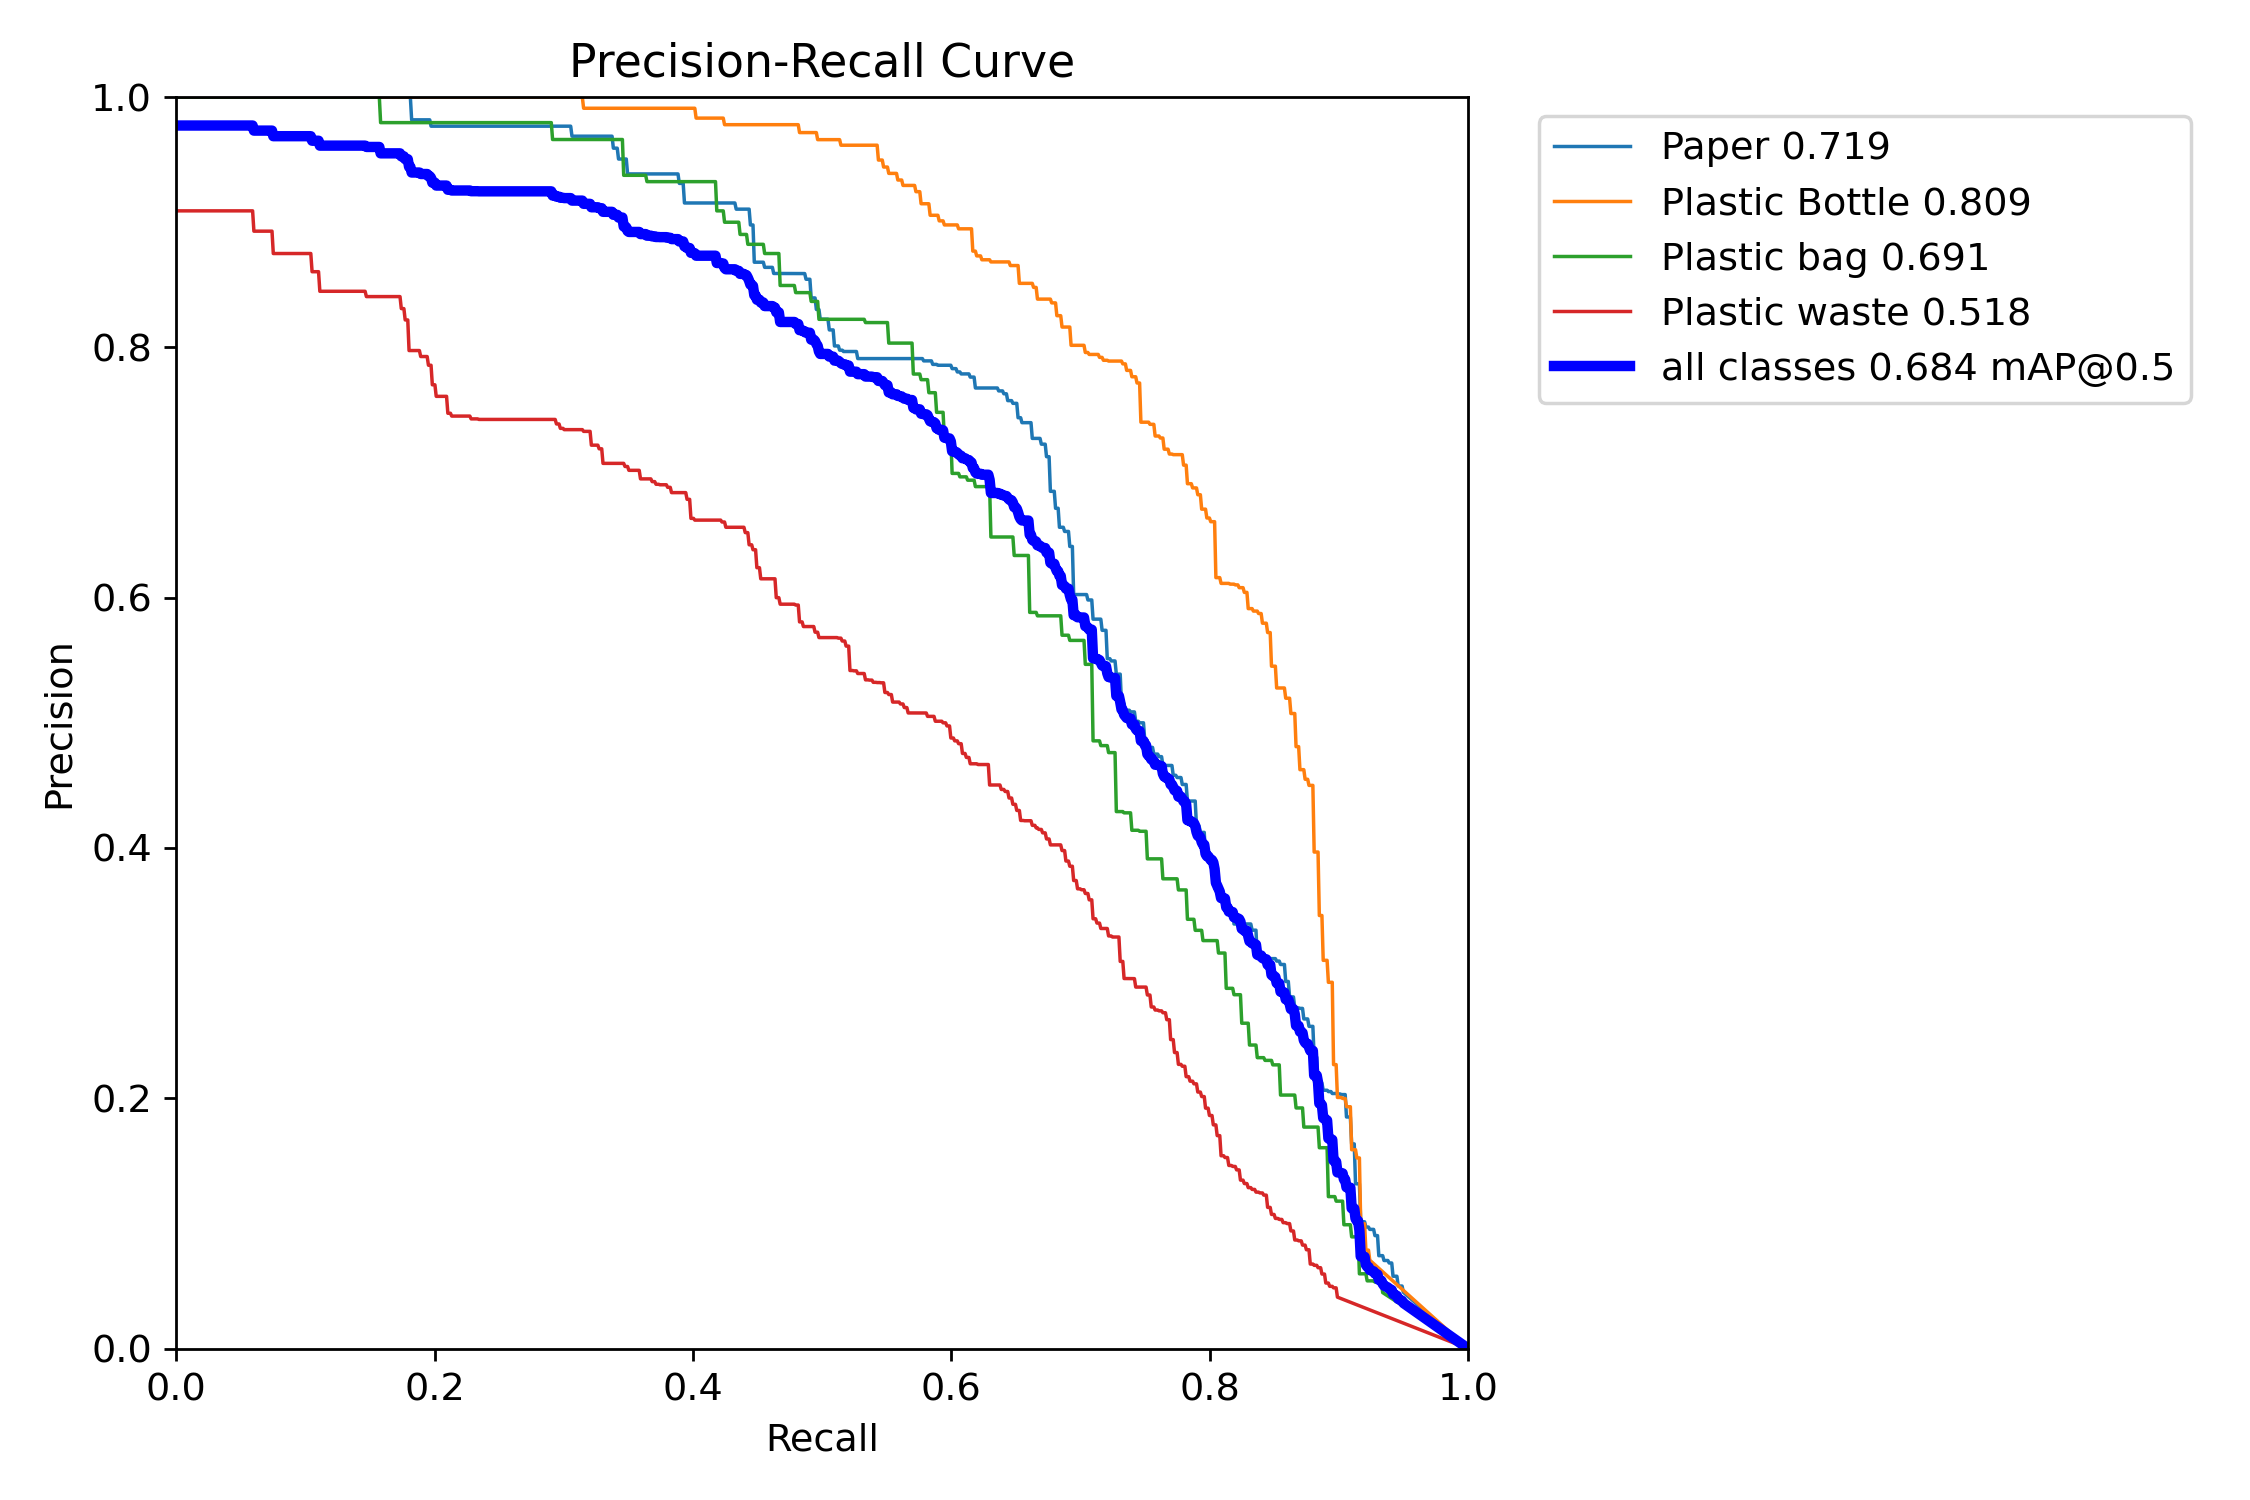 Precision-Recall Curve
1.0
0.8
0.6
0.4
0.2
0.0
Precision
0.0 0.2 0.4 0.6 0.8 1.0
Recall
Paper 0.719
Plastic Bottle 0.809
Plastic bag 0.691
Plastic waste 0.518
all classes 0.684 mAP@0.5